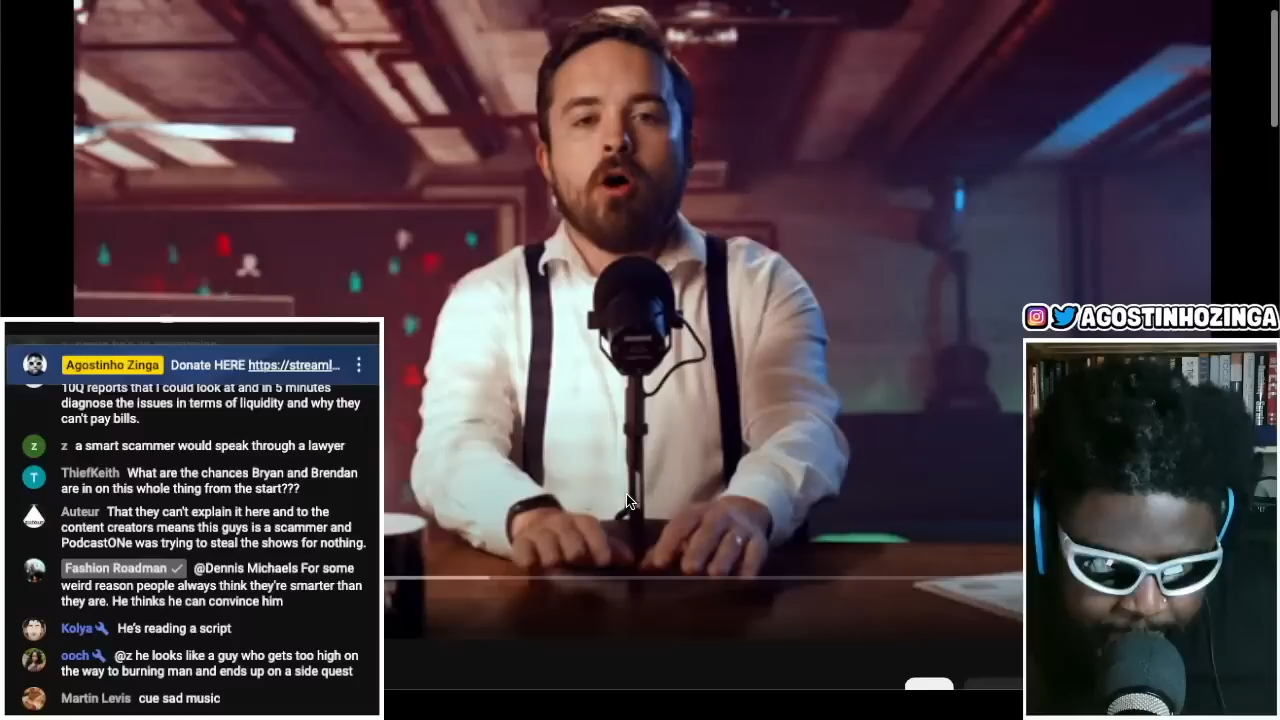 AGOSTINHOZINGA
Agostinho Zinga Donate HERE https://streaml...
10Q reports that I could look at and in 5 minutes
diagnose the issues in terms of liquidity and why they
can't pay bills.
z z a smart scammer would speak through a lawyer
T ThiefKeith What are the chances Bryan and Brendan
are in on this whole thing from the start???
Auteur That they can't explain it here and to the
content creators means this guys is a scammer and
PodcastONe was trying to steal the shows for nothing.
Fashion Roadman @Dennis Michaels For some
weird reason people always think they're smarter than
they are. He thinks he can convince him
Kolya He's reading a script
ooch @z he looks like a guy who gets too high on
the way to burning man and ends up on a side quest
Martin Levis cue sad music